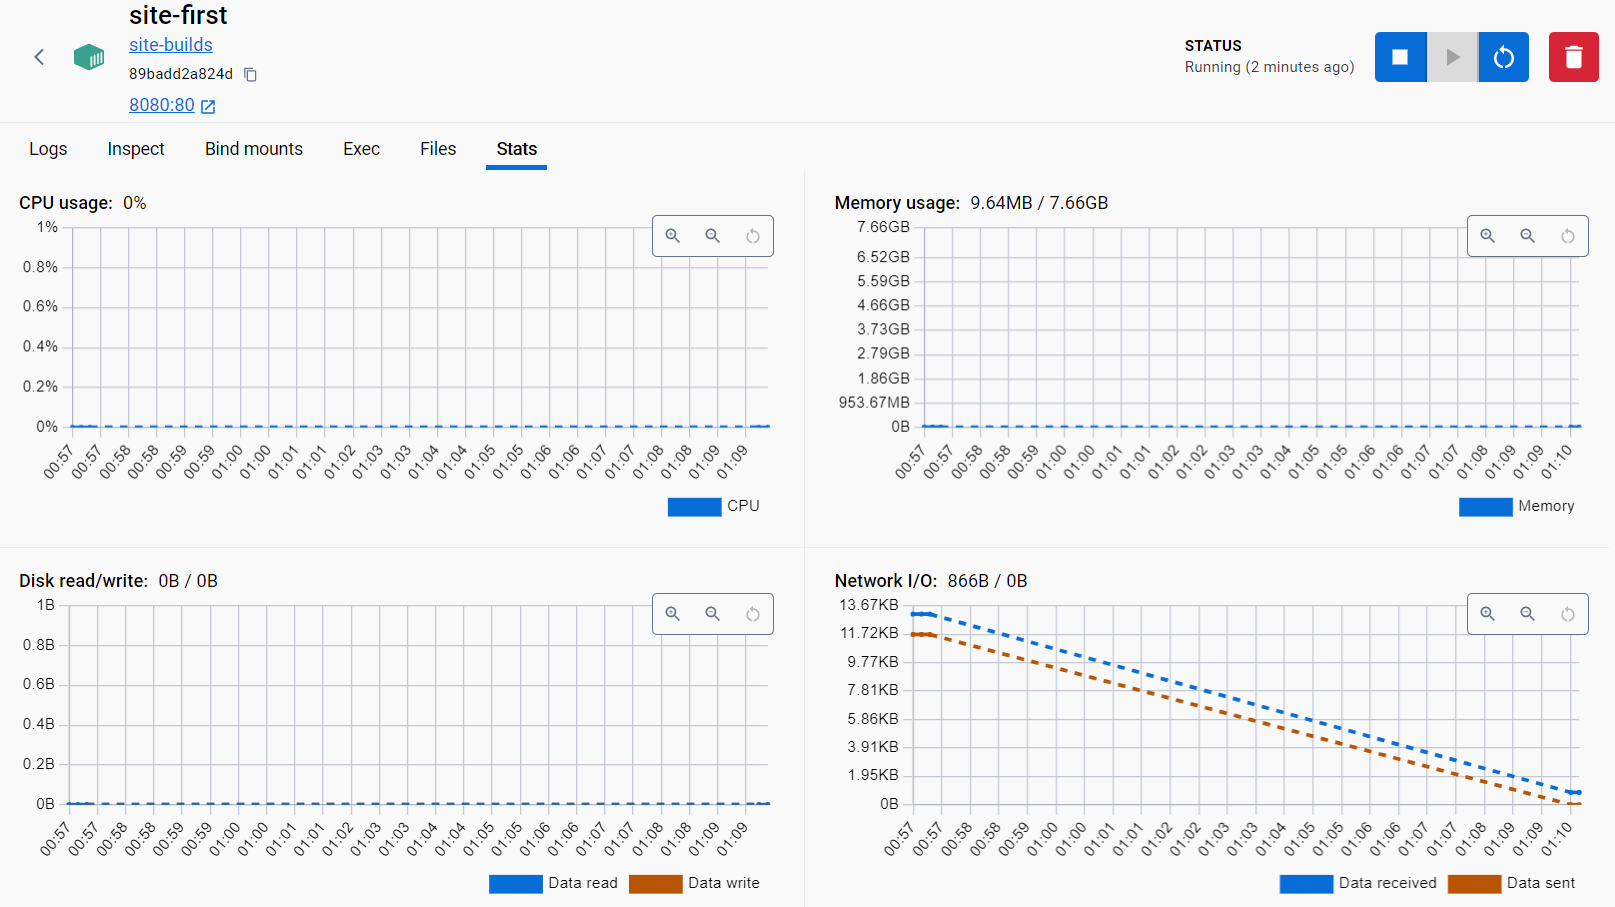 site-first
site-builds
89badd2a824d
8080:80
STATUS
Running (2 minutes ago)
Logs Inspect Bind mounts Exec Files Stats
CPU usage: 0%
1%
0.8%
0.6%
0.4%
0.2%
0%
00:57 00:57 00:58 00:58 00:59 00:59 01:00 01:00 01:01 01:01 01:02 01:03 01:03 01:04 01:04 01:05 01:05 01:06 01:06 01:07 01:07 01:08 01:08 01:09 01:09
CPU
Memory usage: 9.64MB / 7.66GB
7.66GB
6.52GB
5.59GB
4.66GB
3.73GB
2.79GB
1.86GB
953.67MB
0B
00:57 00:57 00:58 00:58 00:59 01:00 01:00 01:01 01:01 01:02 01:02 01:03 01:03 01:04 01:05 01:05 01:06 01:06 01:07 01:07 01:08 01:09 01:09 01:10
Memory
Disk read/write: 0B / 0B
1B
0.8B
0.6B
0.4B
0.2B
0B
00:57 00:57 00:58 00:58 00:59 00:59 01:00 01:00 01:01 01:01 01:02 01:03 01:03 01:04 01:04 01:05 01:05 01:06 01:06 01:07 01:07 01:08 01:08 01:09 01:09
Data read Data write
Network I/O: 866B / 0B
13.67KB
11.72KB
9.77KB
7.81KB
5.86KB
3.91KB
1.95KB
0B
00:57 00:57 00:58 00:58 00:59 01:00 01:00 01:01 01:01 01:02 01:02 01:03 01:03 01:04 01:05 01:05 01:06 01:06 01:07 01:07 01:08 01:09 01:09 01:10
Data received Data sent